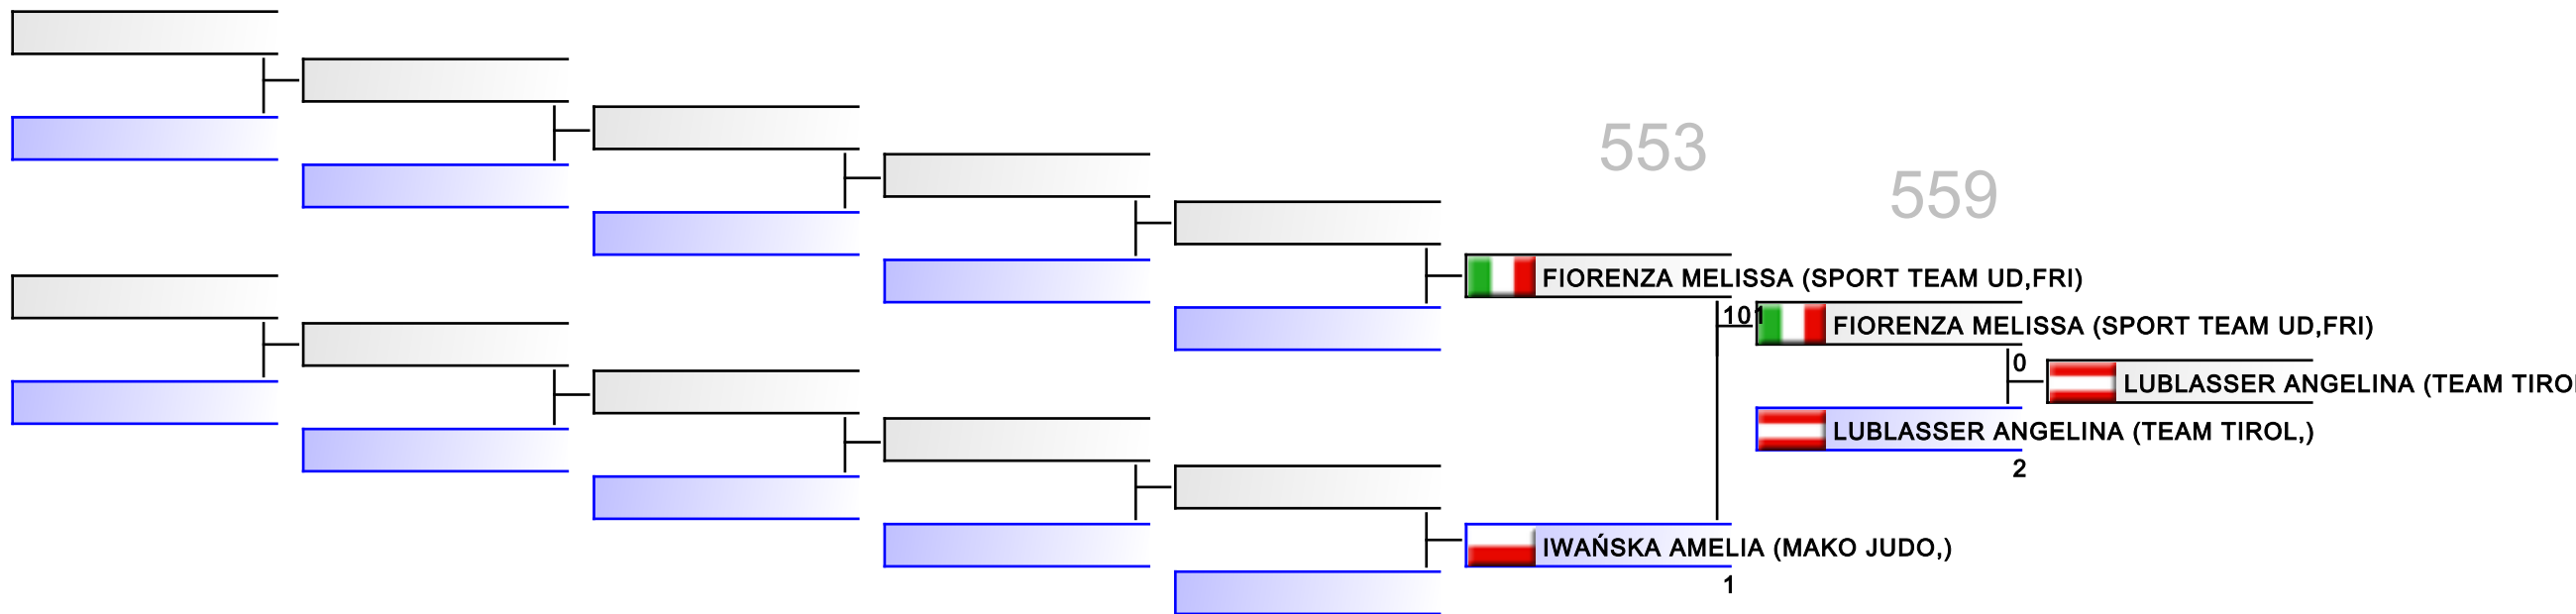 553
559
FIORENZA MELISSA (SPORT TEAM UD,FRI)
101
FIORENZA MELISSA (SPORT TEAM UD,FRI)
0
LUBLASSER ANGELINA (TEAM TIROL
LUBLASSER ANGELINA (TEAM TIROL,)
2
IWAŃSKA AMELIA (MAKO JUDO,)
1